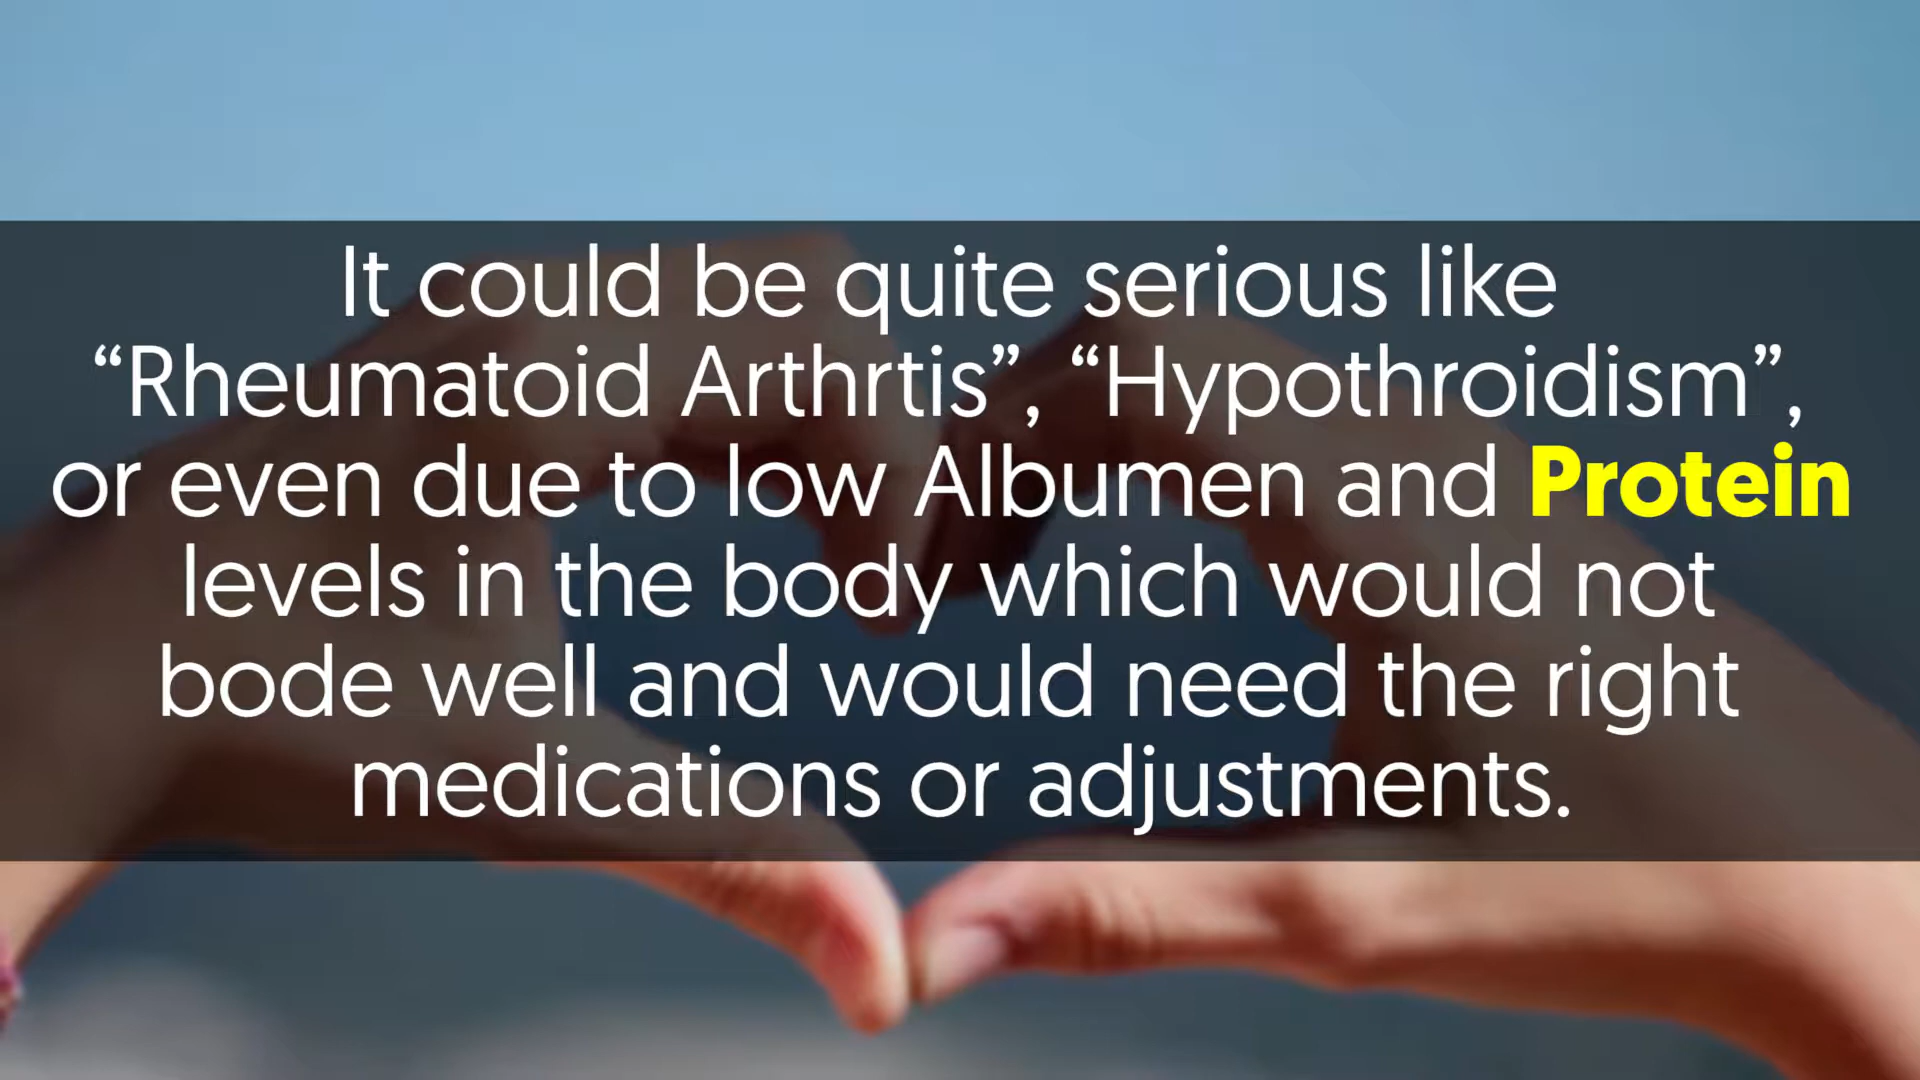 It could be quite serious like
“Rheumatoid Arthrtis”, “Hypothroidism”,
or even due to low Albumen and Protein
levels in the body which would not
bode well and would need the right
medications or adjustments.